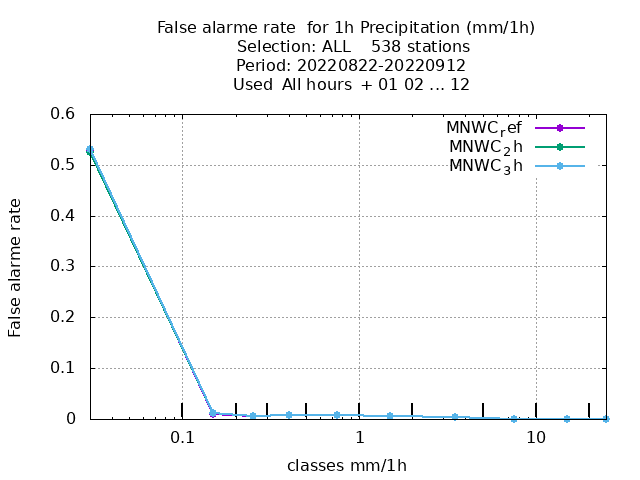 False alarme rate  for 1h Precipitation (mm/1h)
Selection: ALL    538 stations
Period: 20220822-20220912
Used  All hours  + 01 02 ... 12
MNWC_ref
MNWC_2h
MNWC_3h
False alarme rate
0.6
0.5
0.4
0.3
0.2
0.1
0
0.1 1 10
classes mm/1h